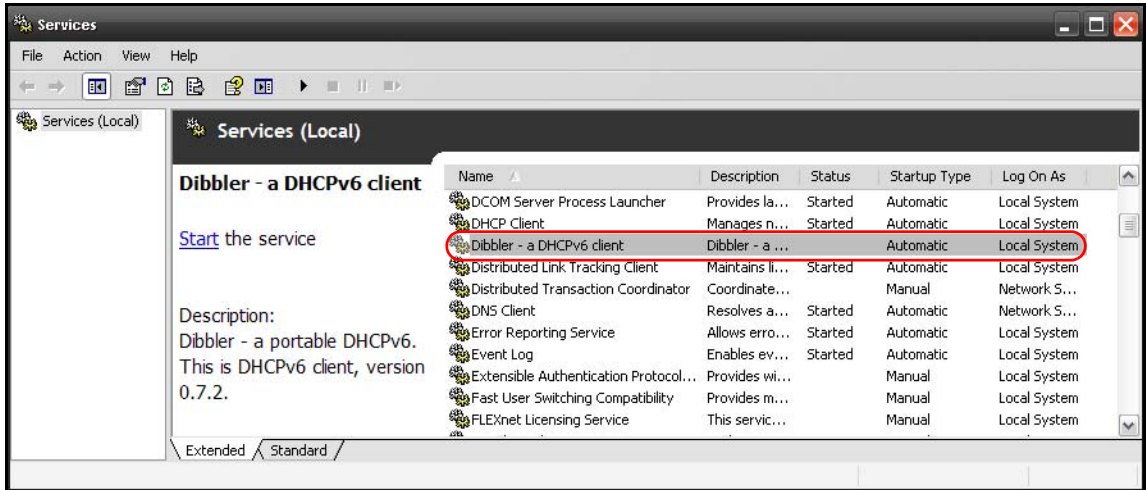 Services
File Action View Help
Services (Local)
Services (Local)
Dibbler - a DHCPv6 client
Start the service
Description:
Dibbler - a portable DHCPv6.
This is DHCPv6 client, version
0.7.2.
Name Description Status Startup Type Log On As
DCOM Server Process Launcher Provides la... Started Automatic Local System
DHCP Client Manages n... Started Automatic Local System
Dibbler - a DHCPv6 client Dibbler - a ... Automatic Local System
Distributed Link Tracking Client Maintains li... Started Automatic Local System
Distributed Transaction Coordinator Coordinate... Manual Network S...
DNS Client Resolves a... Started Automatic Network S...
Error Reporting Service Allows erro... Started Automatic Local System
Event Log Enables ev... Started Automatic Local System
Extensible Authentication Protocol... Provides wi... Manual Local System
Fast User Switching Compatibility Provides m... Manual Local System
FLEXnet Licensing Service This servic... Manual Local System
Extended Standard